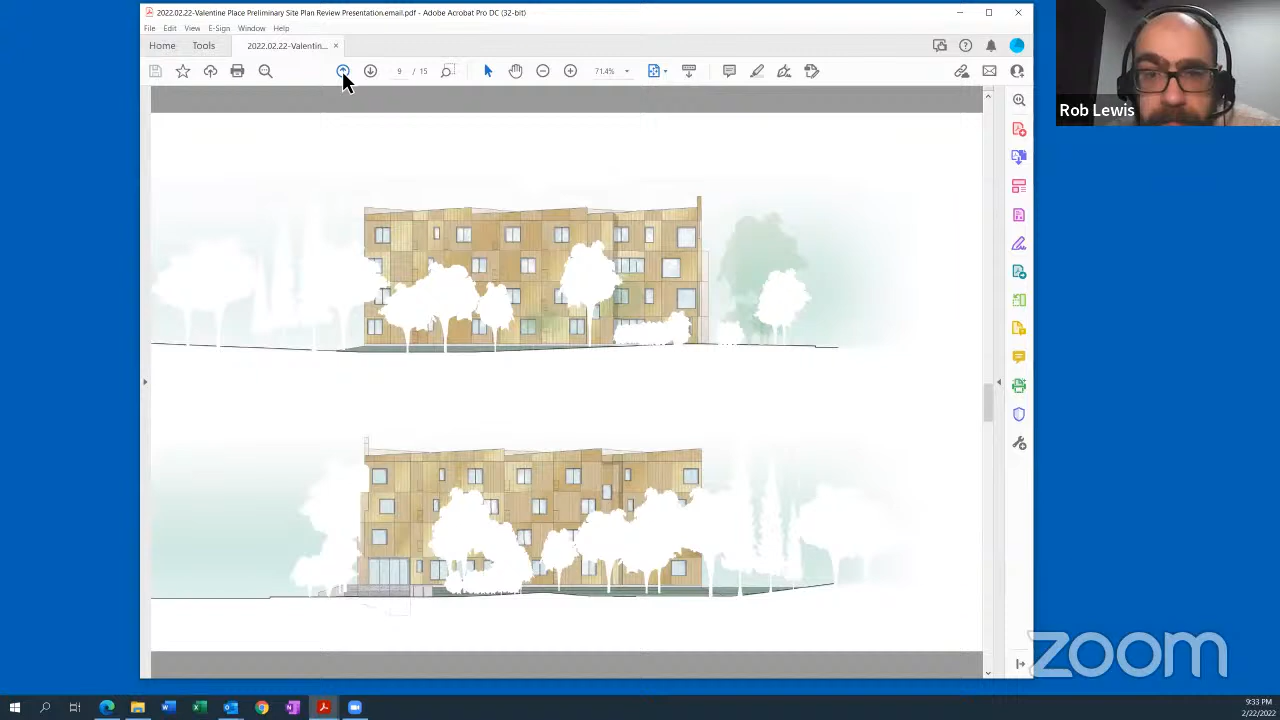 2022.02.22-Valentine Place Preliminary Site Plan Review Presentation.email.pdf - Adobe Acrobat Pro DC (32-bit)
File Edit View E-Sign Window Help
Home Tools 2022.02.22-Valentin... ×
9 / 15 71.4%
Rob Lewis
zoom
9:33 PM
2/22/2022